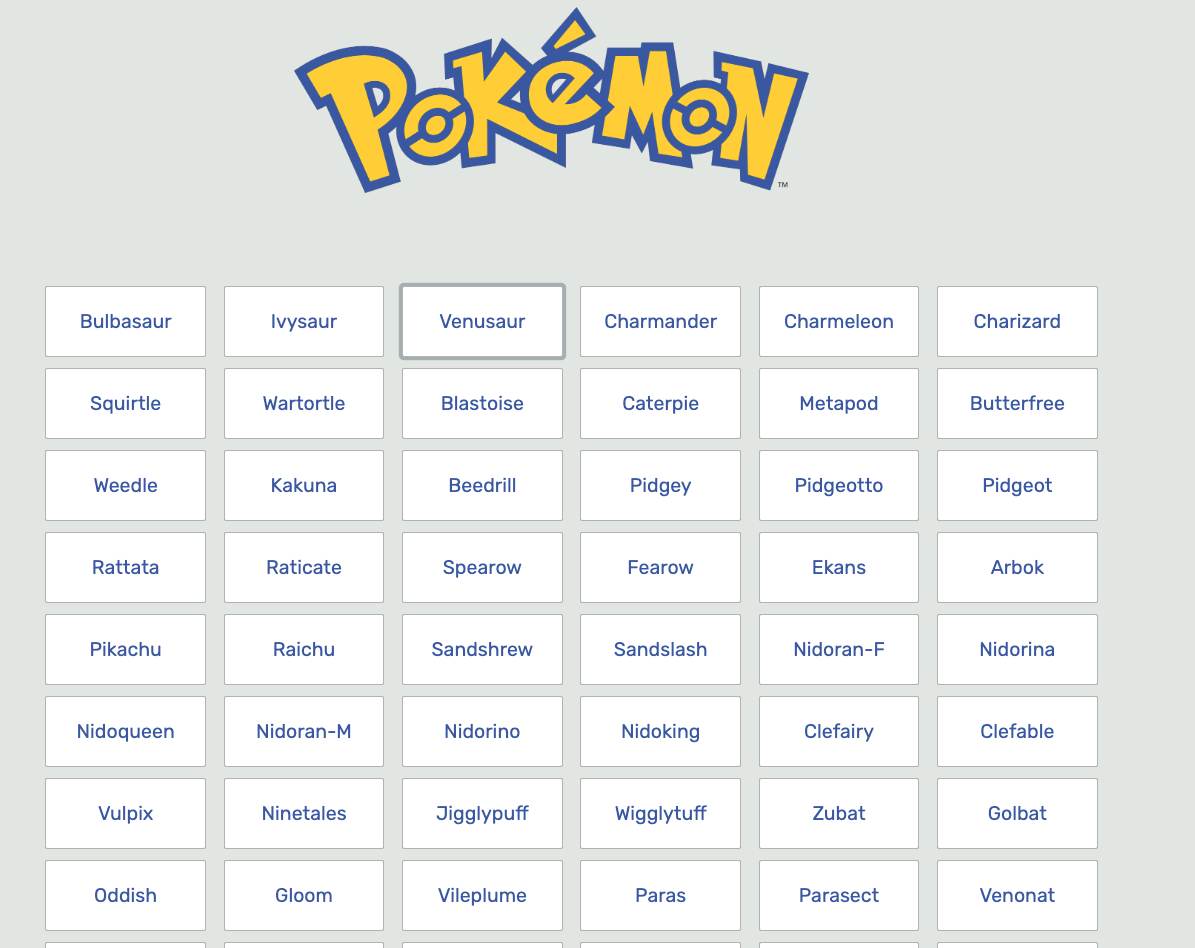 Pokémon
TM
Bulbasaur Ivysaur Venusaur Charmander Charmeleon Charizard
Squirtle Wartortle Blastoise Caterpie Metapod Butterfree
Weedle Kakuna Beedrill Pidgey Pidgeotto Pidgeot
Rattata Raticate Spearow Fearow Ekans Arbok
Pikachu Raichu Sandshrew Sandslash Nidoran-F Nidorina
Nidoqueen Nidoran-M Nidorino Nidoking Clefairy Clefable
Vulpix Ninetales Jigglypuff Wigglytuff Zubat Golbat
Oddish Gloom Vileplume Paras Parasect Venonat